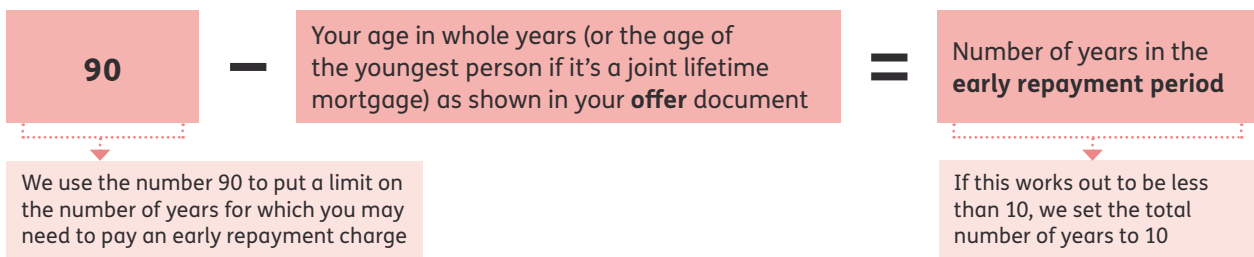 90
–
Your age in whole years (or the age of
the youngest person if it's a joint lifetime
mortgage) as shown in your offer document
=
Number of years in the
early repayment period
We use the number 90 to put a limit on
the number of years for which you may
need to pay an early repayment charge
If this works out to be less
than 10, we set the total
number of years to 10